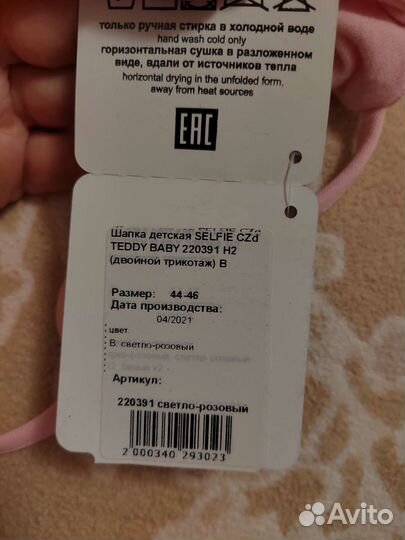 только ручная стирка в холодной воде
hand wash cold only
горизонтальная сушка в разложенном
виде, вдали от источников тепла
horizontal drying in the unfolded form,
away from heat sources
EAC
Шапка детская SELFIE CZd
TEDDY BABY 220391 H2
(двойной трикотаж) В
Размер: 44-46
Дата производства:
04/2021
цвет.
В: светло-розовый
Артикул:
220391 светло-розовый
2 000340 293023
Avito